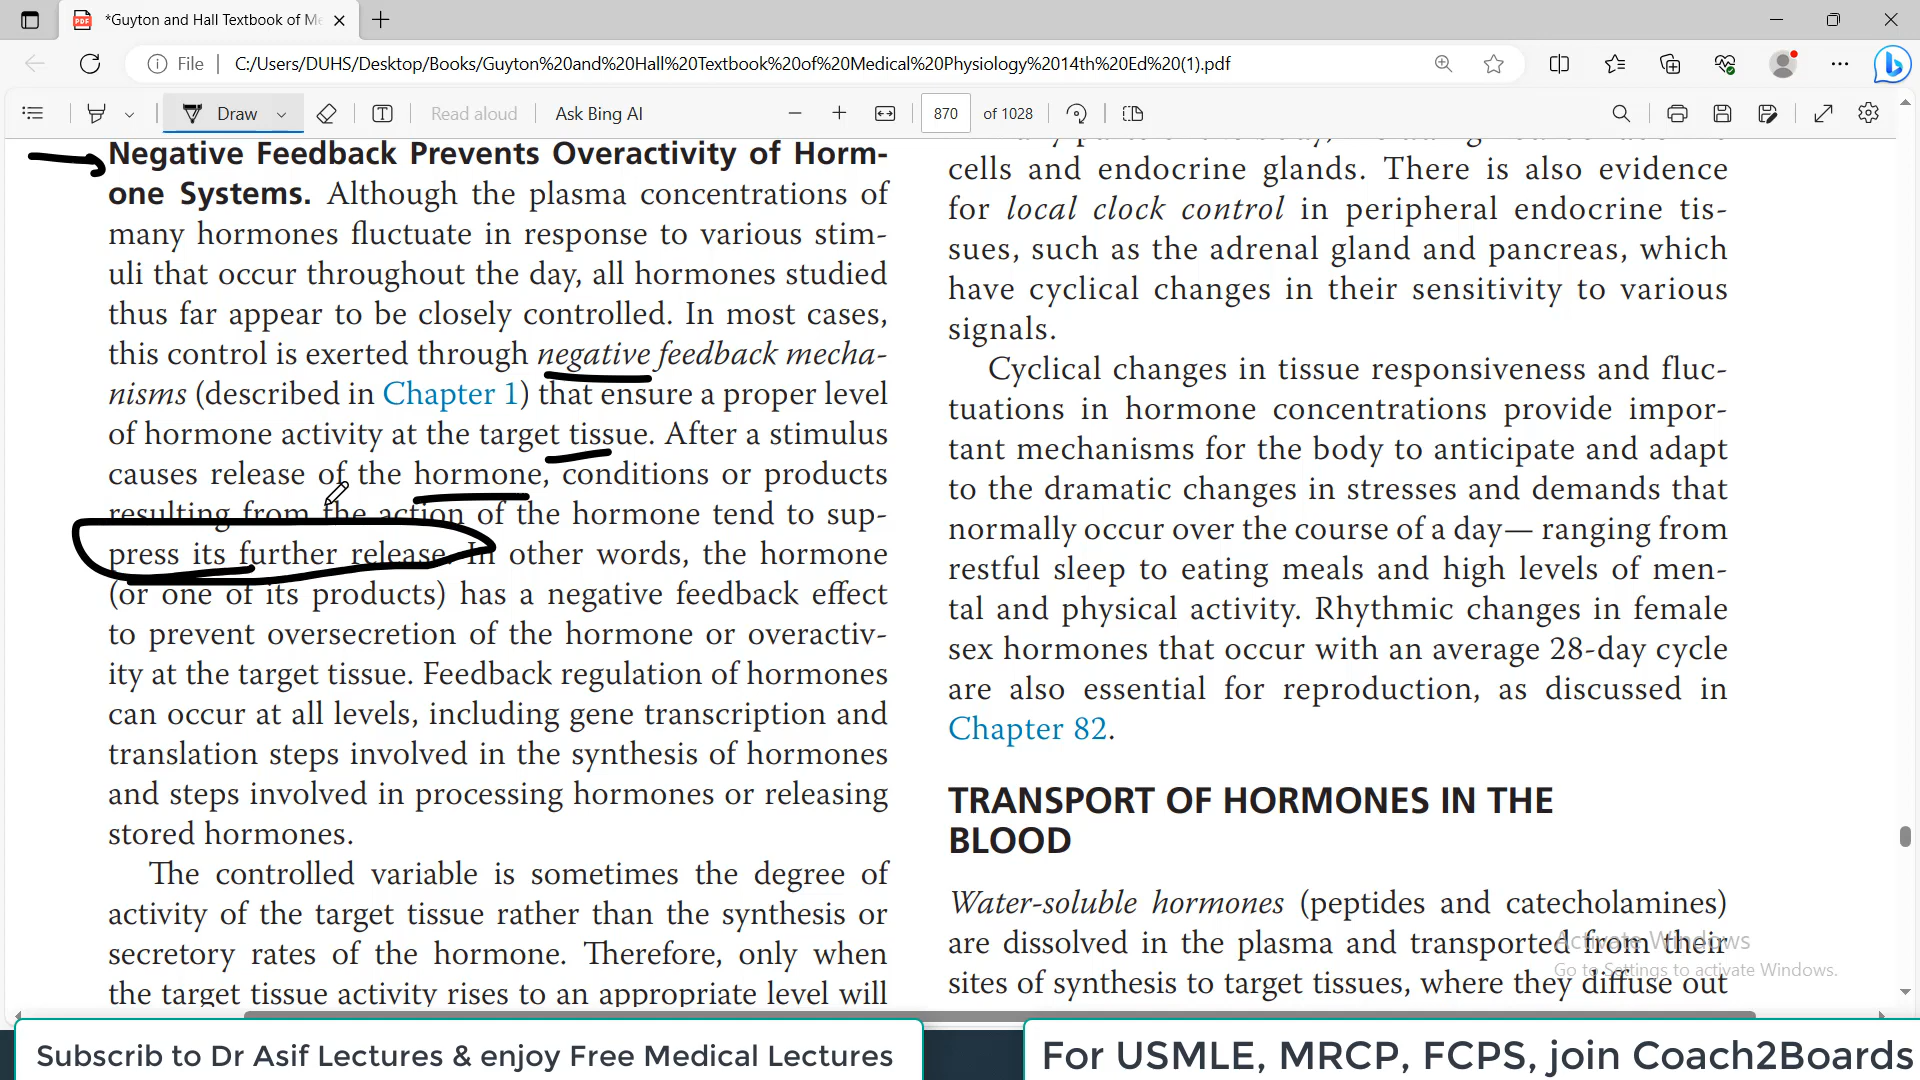 *Guyton and Hall Textbook of Me
File
C:/Users/DUHS/Desktop/Books/Guyton%20and%20Hall%20Textbook%20of%20Medical%20Physiology%2014th%20Ed%20(1).pdf
Draw
Read aloud
Ask Bing AI
870
of 1028
Negative Feedback Prevents Overactivity of Horm-
one Systems. Although the plasma concentrations of
many hormones fluctuate in response to various stim-
uli that occur throughout the day, all hormones studied
thus far appear to be closely controlled. In most cases,
this control is exerted through negative feedback mecha-
nisms (described in Chapter 1) that ensure a proper level
of hormone activity at the target tissue. After a stimulus
causes release of the hormone, conditions or products
resulting from the action of the hormone tend to sup-
press its further release. In other words, the hormone
(or one of its products) has a negative feedback effect
to prevent oversecretion of the hormone or overactiv-
ity at the target tissue. Feedback regulation of hormones
can occur at all levels, including gene transcription and
translation steps involved in the synthesis of hormones
and steps involved in processing hormones or releasing
stored hormones.
The controlled variable is sometimes the degree of
activity of the target tissue rather than the synthesis or
secretory rates of the hormone. Therefore, only when
the target tissue activity rises to an appropriate level will
cells and endocrine glands. There is also evidence
for local clock control in peripheral endocrine tis-
sues, such as the adrenal gland and pancreas, which
have cyclical changes in their sensitivity to various
signals.
Cyclical changes in tissue responsiveness and fluc-
tuations in hormone concentrations provide impor-
tant mechanisms for the body to anticipate and adapt
to the dramatic changes in stresses and demands that
normally occur over the course of a day— ranging from
restful sleep to eating meals and high levels of men-
tal and physical activity. Rhythmic changes in female
sex hormones that occur with an average 28-day cycle
are also essential for reproduction, as discussed in
Chapter 82.
TRANSPORT OF HORMONES IN THE
BLOOD
Water-soluble hormones (peptides and catecholamines)
are dissolved in the plasma and transported from their
sites of synthesis to target tissues, where they diffuse out
Activate Windows
Go to Settings to activate Windows.
Subscrib to Dr Asif Lectures & enjoy Free Medical Lectures
For USMLE, MRCP, FCPS, join Coach2Boards